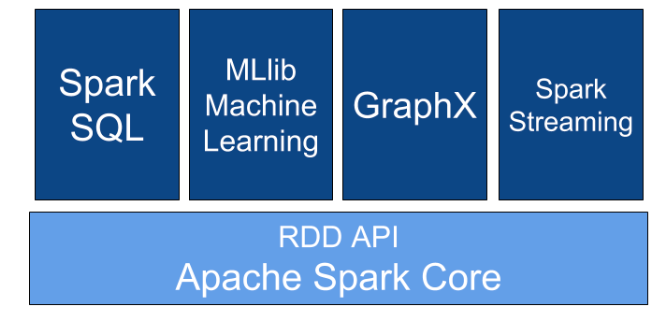 Spark
SQL
MLlib
Machine
Learning
GraphX
Spark
Streaming
RDD API
Apache Spark Core